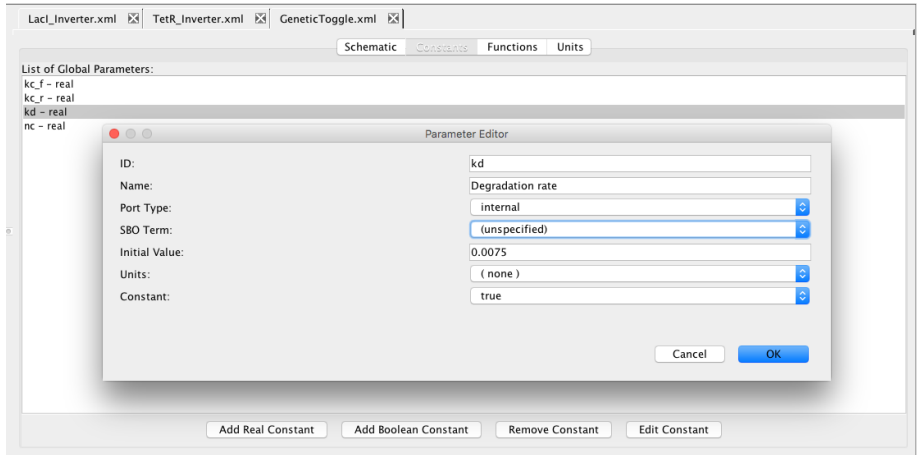 LacI_Inverter.xml TetR_Inverter.xml GeneticToggle.xml
Schematic Constants Functions Units
List of Global Parameters:
kc_f - real
kc_r - real
kd - real
nc - real
Parameter Editor
ID: kd
Name: Degradation rate
Port Type: internal
SBO Term: (unspecified)
Initial Value: 0.0075
Units: ( none )
Constant: true
Cancel OK
Add Real Constant Add Boolean Constant Remove Constant Edit Constant